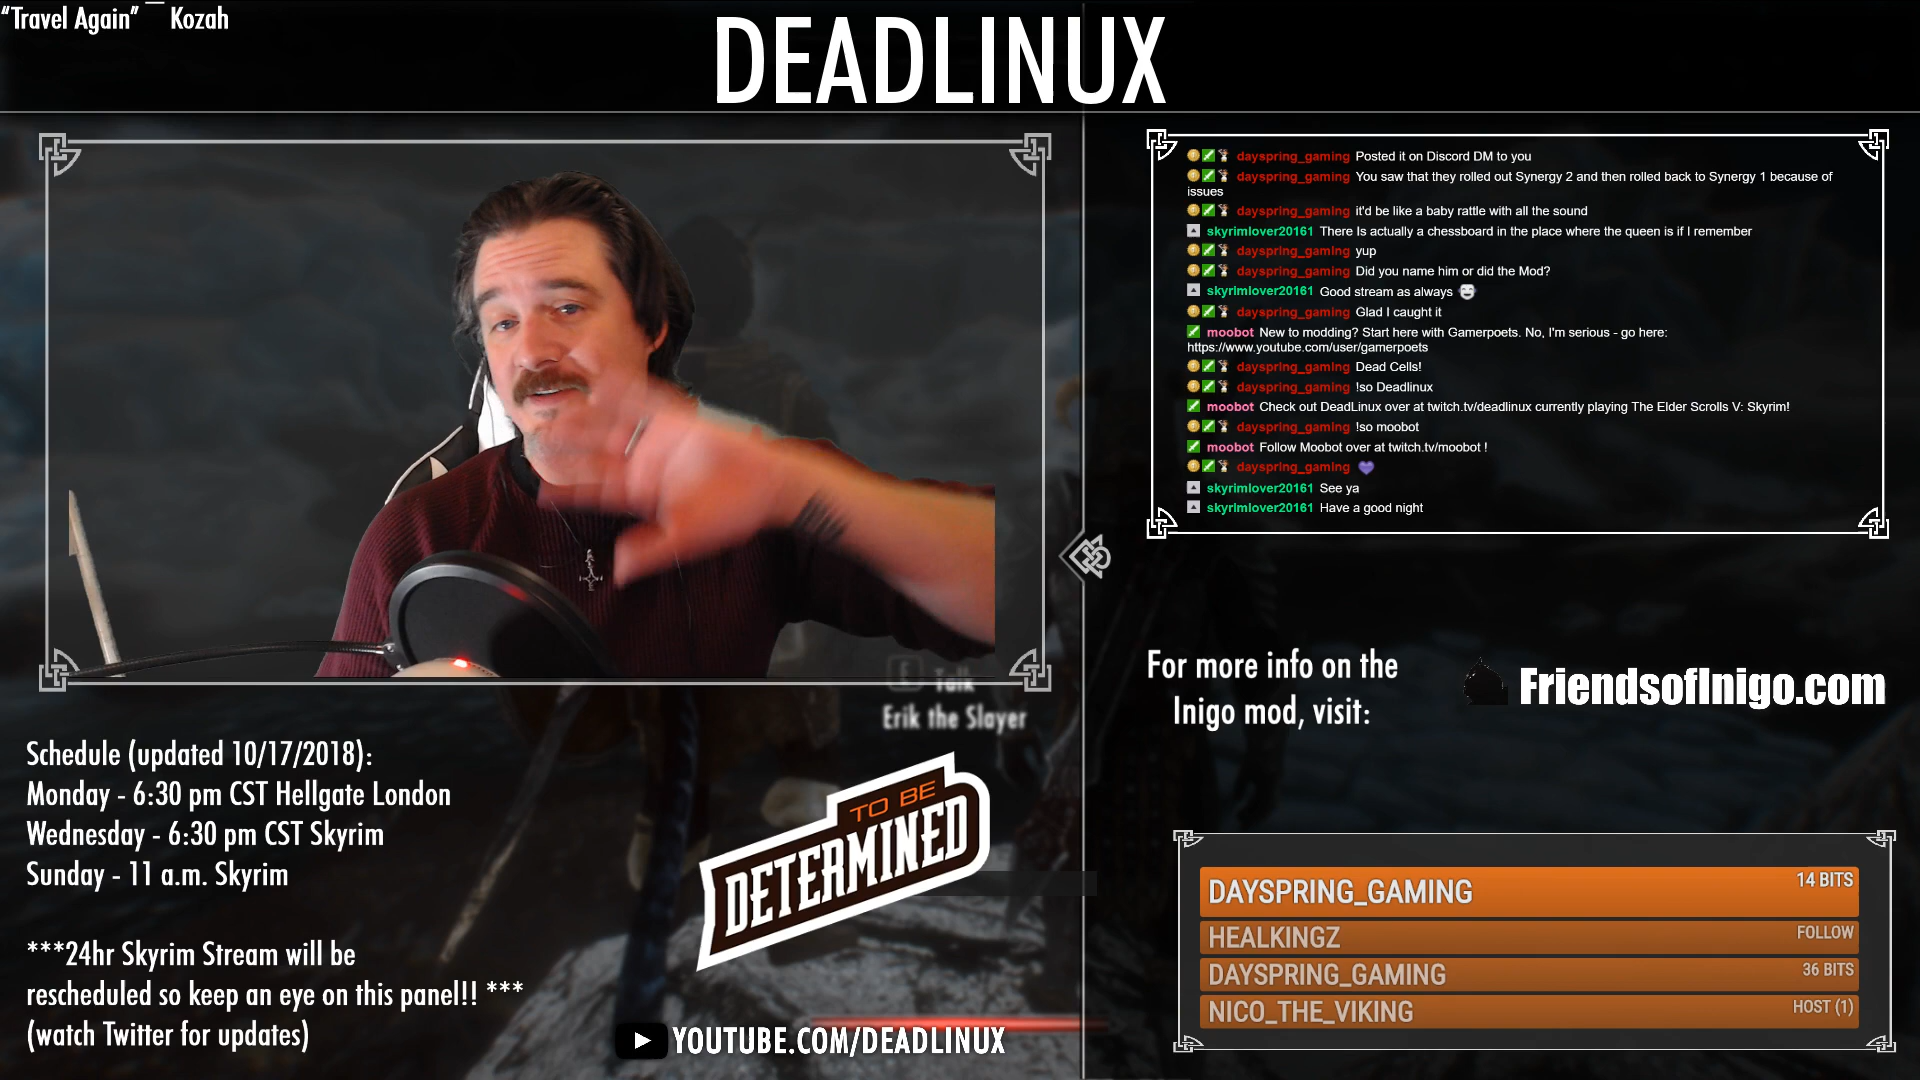 “Travel Again” — Kozah
DEADLINUX
dayspring_gaming Posted it on Discord DM to you
dayspring_gaming You saw that they rolled out Synergy 2 and then rolled back to Synergy 1 because of
issues
dayspring_gaming it'd be like a baby rattle with all the sound
skyrimlover20161 There Is actually a chessboard in the place where the queen is if I remember
dayspring_gaming yup
dayspring_gaming Did you name him or did the Mod?
skyrimlover20161 Good stream as always
dayspring_gaming Glad I caught it
moobot New to modding? Start here with Gamerpoets. No, I'm serious - go here:
https://www.youtube.com/user/gamerpoets
dayspring_gaming Dead Cells!
dayspring_gaming !so Deadlinux
moobot Check out DeadLinux over at twitch.tv/deadlinux currently playing The Elder Scrolls V: Skyrim!
dayspring_gaming !so moobot
moobot Follow Moobot over at twitch.tv/moobot !
dayspring_gaming
skyrimlover20161 See ya
skyrimlover20161 Have a good night
E Talk
Erik the Slayer
For more info on the
Inigo mod, visit:
FriendsofInigo.com
Schedule (updated 10/17/2018):
Monday - 6:30 pm CST Hellgate London
Wednesday - 6:30 pm CST Skyrim
Sunday - 11 a.m. Skyrim
***24hr Skyrim Stream will be
rescheduled so keep an eye on this panel!! ***
(watch Twitter for updates)
TO BE
DETERMINED
YOUTUBE.COM/DEADLINUX
DAYSPRING_GAMING 14 BITS
HEALKINGZ FOLLOW
DAYSPRING_GAMING 36 BITS
NICO_THE_VIKING HOST (1)